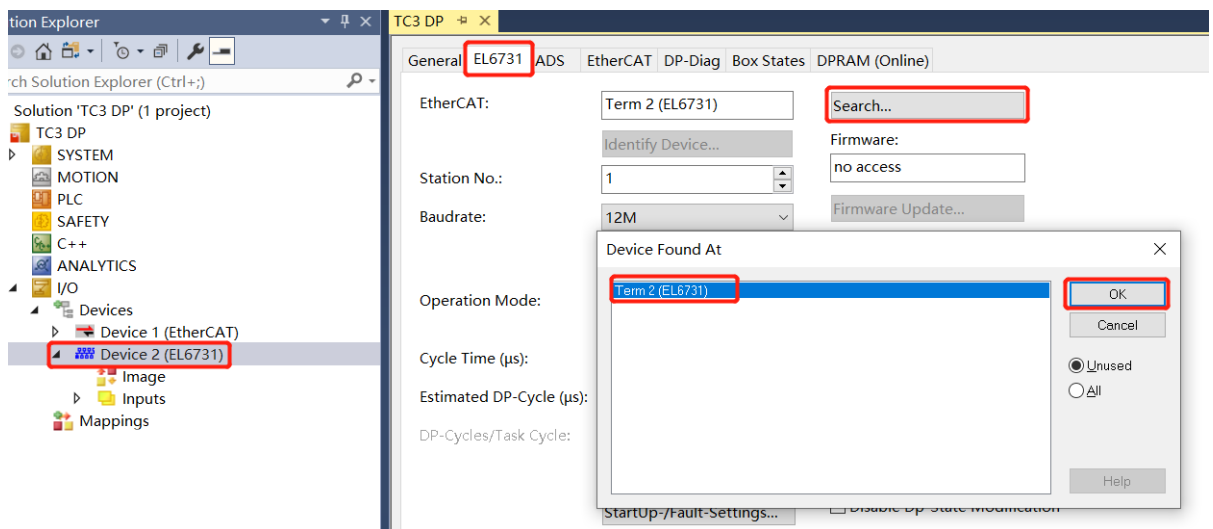 tion Explorer
rch Solution Explorer (Ctrl+;)
Solution 'TC3 DP' (1 project)
TC3 DP
SYSTEM
MOTION
PLC
SAFETY
C++
ANALYTICS
I/O
Devices
Device 1 (EtherCAT)
Device 2 (EL6731)
Image
Inputs
Mappings
TC3 DP
General EL6731 ADS EtherCAT DP-Diag Box States DPRAM (Online)
EtherCAT: Term 2 (EL6731) Search...
Identify Device... Firmware:
Station No.: 1 no access
Baudrate: 12M Firmware Update...
Operation Mode:
Cycle Time (µs):
Estimated DP-Cycle (µs):
DP-Cycles/Task Cycle:
Device Found At
Term 2 (EL6731)
OK
Cancel
Unused
All
Help
StartUp-/Fault-Settings... Disable Dp-State Modification